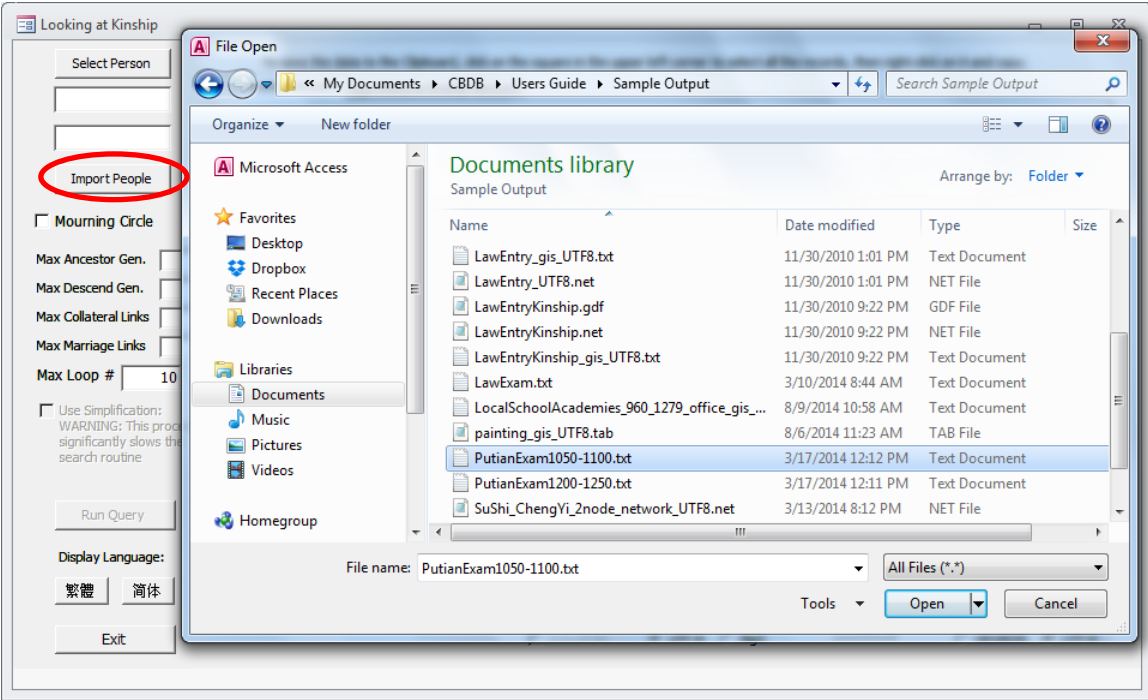 Looking at Kinship
Select Person
Import People
Mourning Circle
Max Ancestor Gen.
Max Descend Gen.
Max Collateral Links
Max Marriage Links
Max Loop # 10
Use Simplification:
WARNING: This proc
significantly slows the
search routine
Run Query
Display Language:
繁體 简体
Exit
File Open
« My Documents CBDB Users Guide Sample Output Search Sample Output
Organize New folder
Microsoft Access
Favorites
Desktop
Dropbox
Recent Places
Downloads
Libraries
Documents
Music
Pictures
Videos
Homegroup
Documents library
Sample Output
Arrange by: Folder
Name Date modified Type Size
LawEntry_gis_UTF8.txt 11/30/2010 1:01 PM Text Document
LawEntry_UTF8.net 11/30/2010 1:01 PM NET File
LawEntryKinship.gdf 11/30/2010 9:22 PM GDF File
LawEntryKinship.net 11/30/2010 9:22 PM NET File
LawEntryKinship_gis_UTF8.txt 11/30/2010 9:22 PM Text Document
LawExam.txt 3/10/2014 8:44 AM Text Document
LocalSchoolAcademies_960_1279_office_gis_... 8/9/2014 10:58 AM Text Document
painting_gis_UTF8.tab 8/6/2014 11:23 AM TAB File
PutianExam1050-1100.txt 3/17/2014 12:12 PM Text Document
PutianExam1200-1250.txt 3/17/2014 12:11 PM Text Document
SuShi_ChengYi_2node_network_UTF8.net 3/13/2014 8:12 PM NET File
File name: PutianExam1050-1100.txt All Files (*.*)
Tools Open Cancel